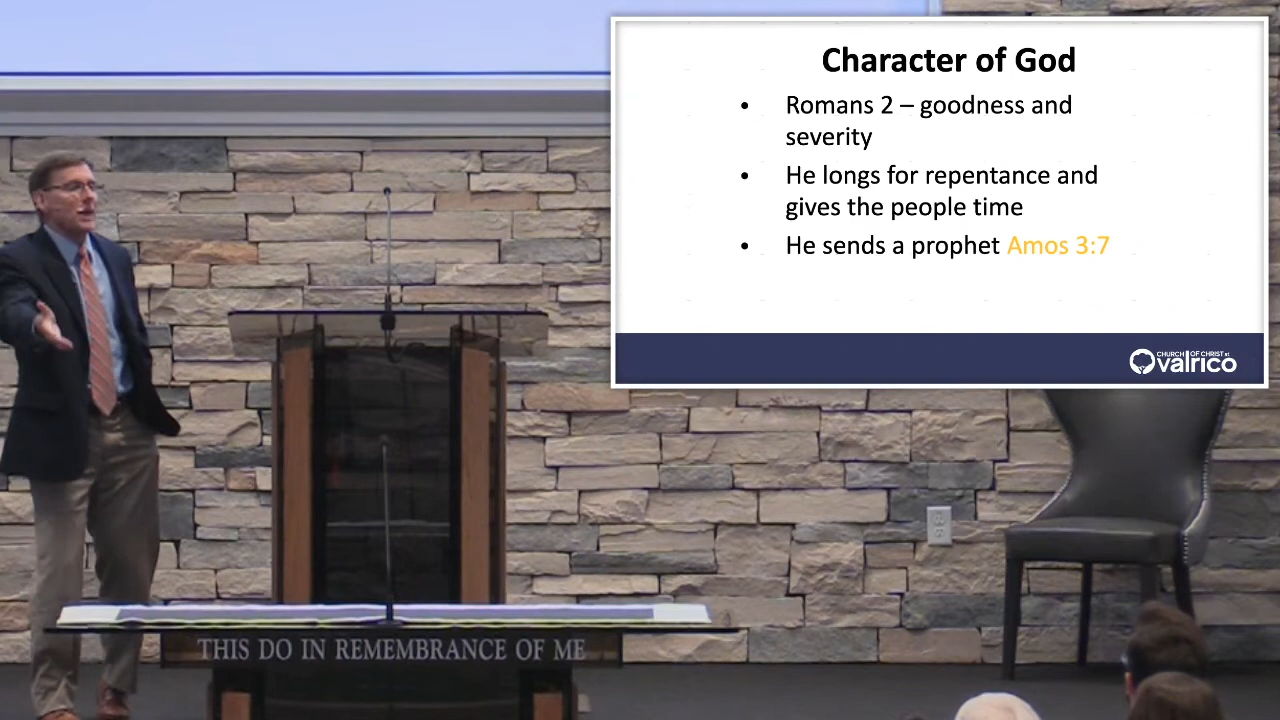 Character of God
• Romans 2 – goodness and
severity
• He longs for repentance and
gives the people time
• He sends a prophet Amos 3:7
CHURCH OF CHRIST at
valrico
THIS DO IN REMEMBRANCE OF ME